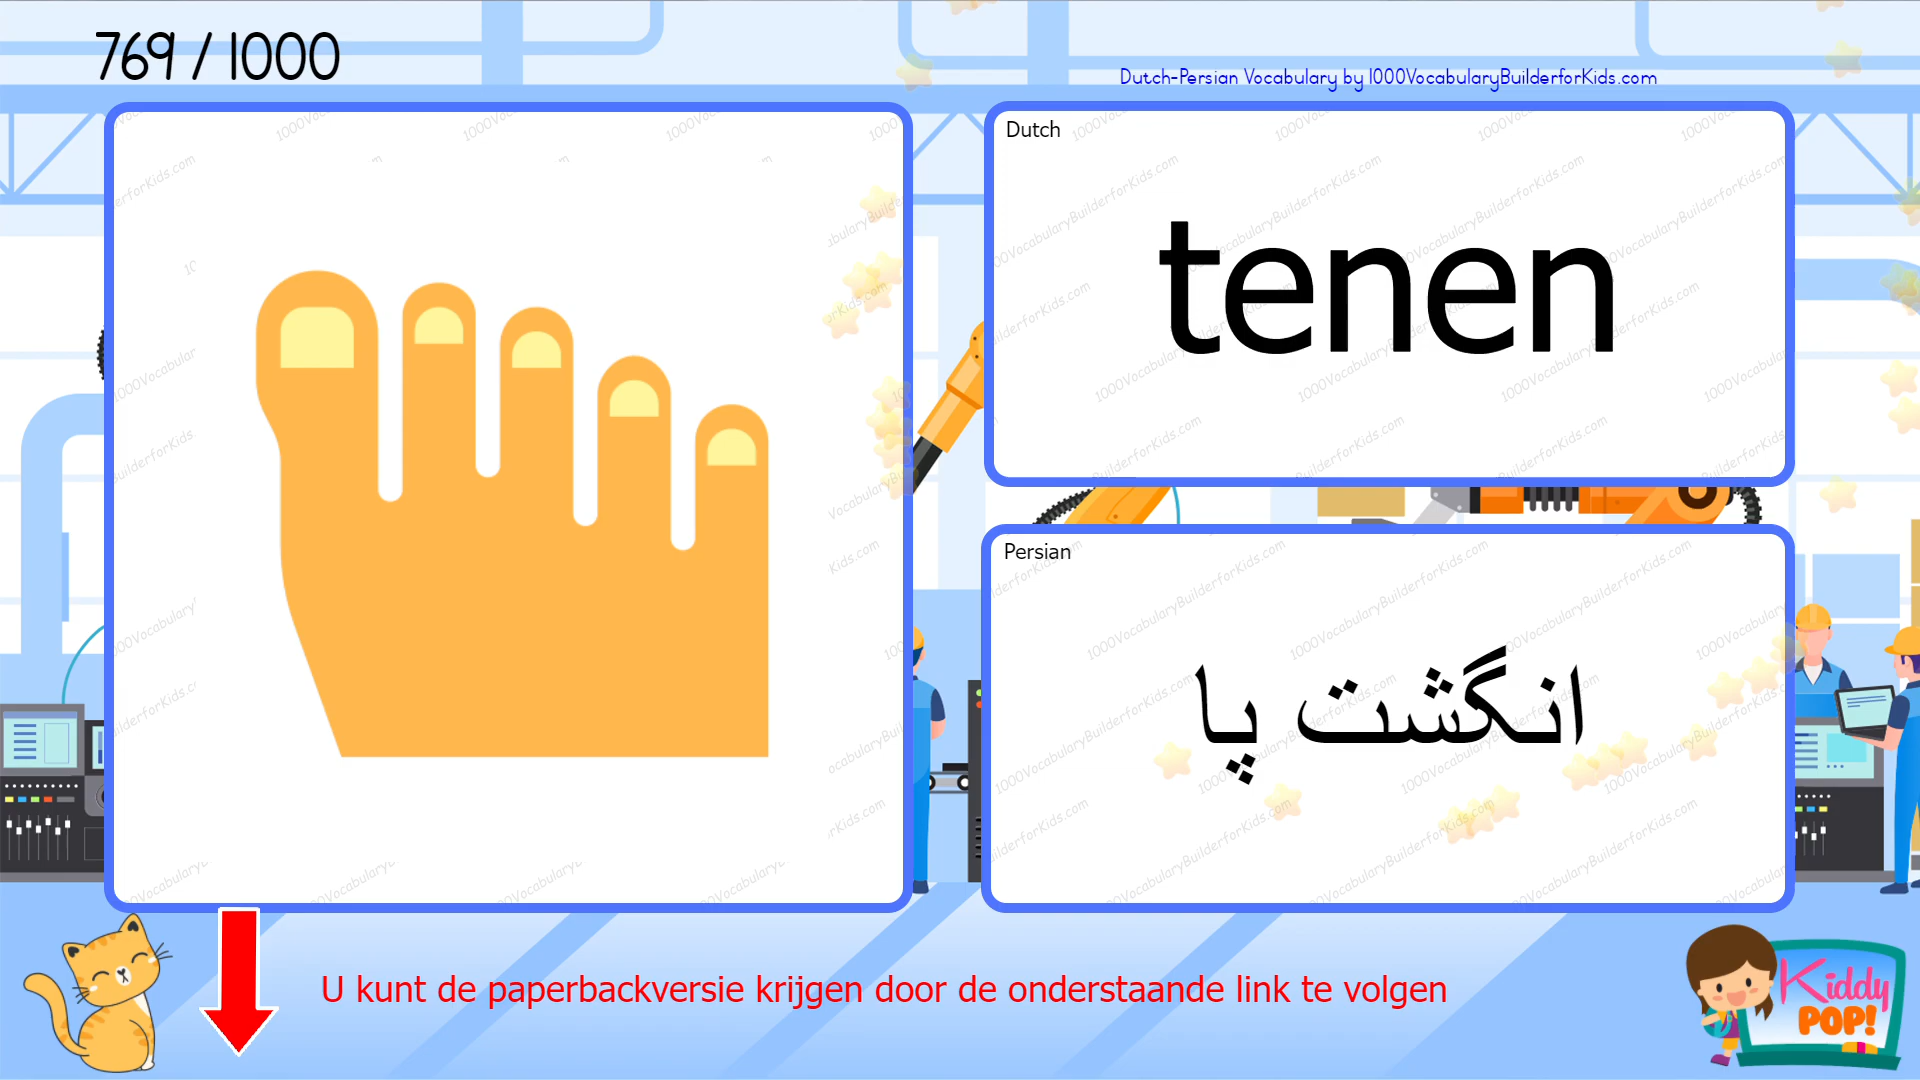 769 / 1000
Dutch-Persian Vocabulary by 1000VocabularyBuilderforKids.com
Dutch
tenen
Persian
انگشت پا
U kunt de paperbackversie krijgen door de onderstaande link te volgen
Kiddy
POP!